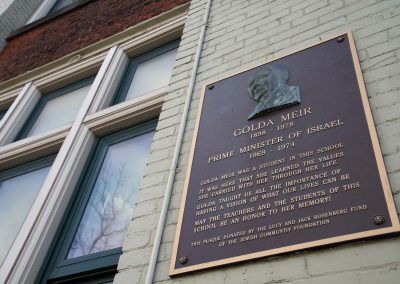 GOLDA MEIR
1898 - 1978
PRIME MINISTER OF ISRAEL
1969 - 1974
GOLDA MEIR WAS A STUDENT IN THIS SCHOOL
IT WAS HERE THAT SHE LEARNED THE VALUES
SHE CARRIED WITH HER THROUGH HER LIFE
GOLDA TAUGHT US ALL THE IMPORTANCE OF
HAVING A VISION OF WHAT OUR LIVES CAN BE
MAY THE TEACHERS AND THE STUDENTS OF THIS
SCHOOL BE AN HONOR TO HER MEMORY!
THIS PLAQUE DONATED BY THE LUCY AND JACK ROSENBERG FUND
OF THE JEWISH COMMUNITY FOUNDATION